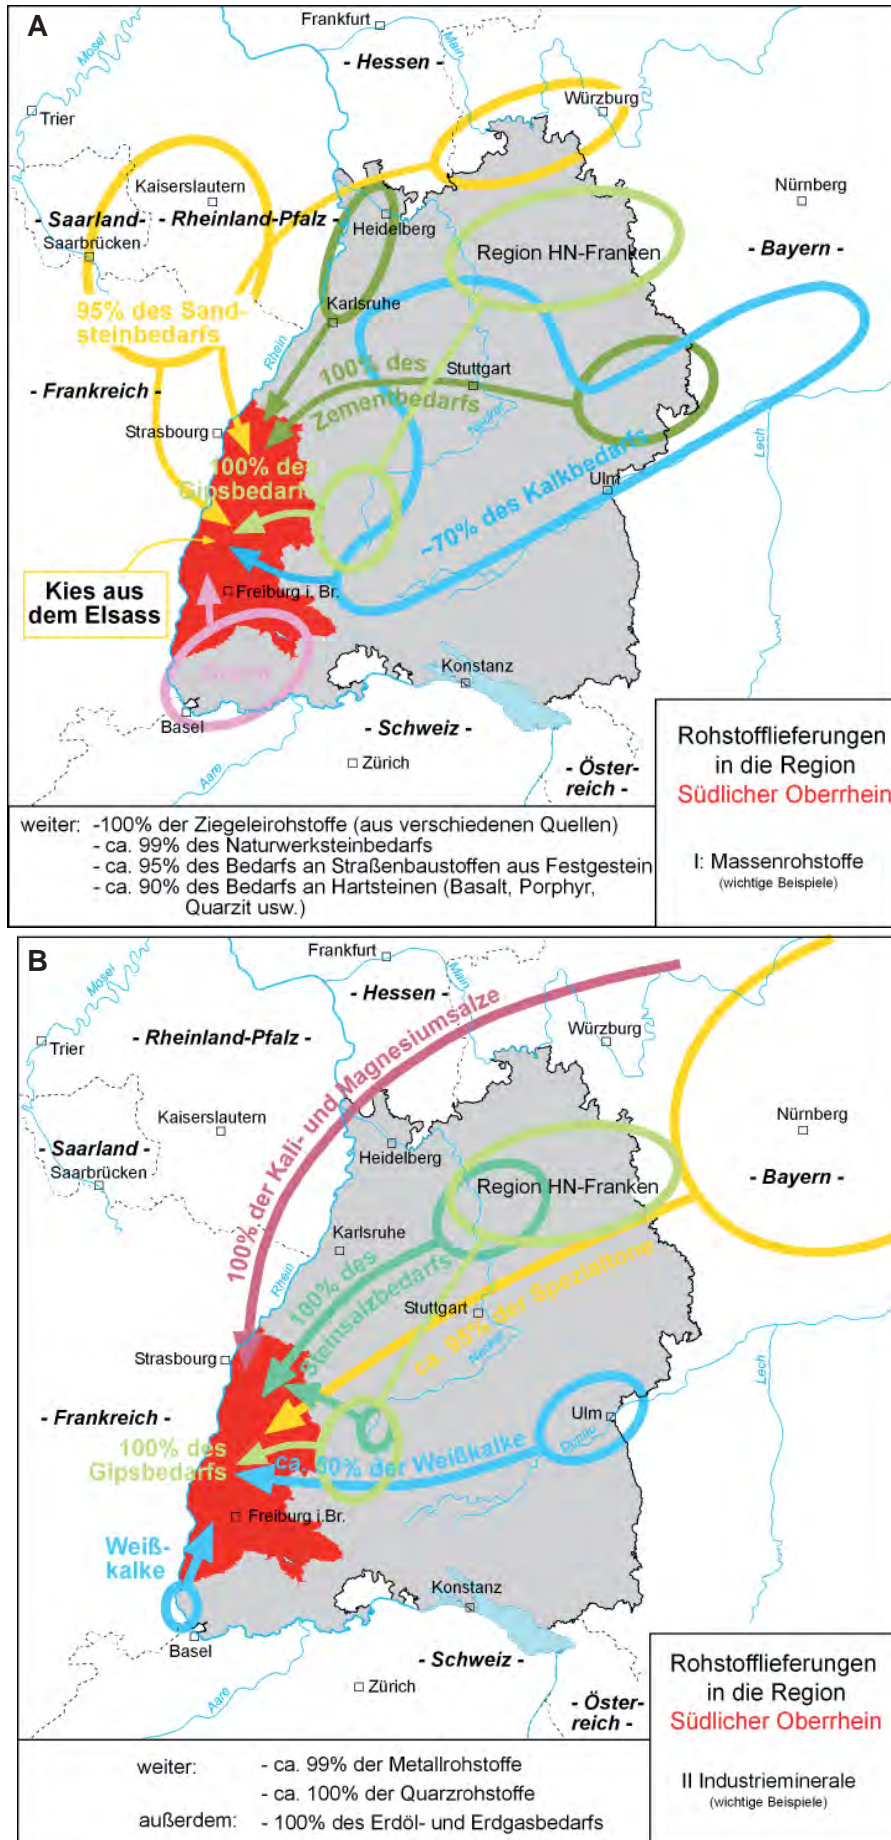 A
Frankfurt
Main
- Hessen -
Mosel
Trier
Würzburg
Kaiserslautern
- Saarland-
- Rheinland-Pfalz -
Saarbrücken
Heidelberg
Nürnberg
Region HN-Franken
- Bayern -
95% des Sand-
steinbedarfs
Karlsruhe
Rhein
- Frankreich -
Stuttgart
100% des
Zementbedarfs
Neckar
Strasbourg
Lech
100% des
Gipsbedarfs
Ulm
~70% des Kalkbedarfs
Kies aus
dem Elsass
Freiburg i. Br.
Konstanz
Basel
- Schweiz -
Aare
Zürich
- Öster-
reich -
Rohstofflieferungen
in die Region
Südlicher Oberrhein
I: Massenrohstoffe
(wichtige Beispiele)
weiter: -100% der Ziegeleirohstoffe (aus verschiedenen Quellen)
- ca. 99% des Naturwerksteinbedarfs
- ca. 95% des Bedarfs an Straßenbaustoffen aus Festgestein
- ca. 90% des Bedarfs an Hartsteinen (Basalt, Porphyr,
Quarzit usw.)
B
Frankfurt
Main
- Hessen -
Mosel
Trier
- Rheinland-Pfalz -
Würzburg
100% der Kali- und Magnesiumsalze
Kaiserslautern
Nürnberg
- Saarland -
Saarbrücken
Heidelberg
Region HN-Franken
- Bayern -
Karlsruhe
Rhein
100% des
Steinsalzbedarfs
Stuttgart
ca. 95% der Spezialtone
Neckar
Strasbourg
Lech
- Frankreich -
Ulm
Donau
100% des
Gipsbedarfs
ca. 50% der Weißkalke
Freiburg i.Br.
Weiß-
kalke
Konstanz
Basel
- Schweiz -
Aare
Zürich
- Öster-
reich -
Rohstofflieferungen
in die Region
Südlicher Oberrhein
II Industrieminerale
(wichtige Beispiele)
weiter: - ca. 99% der Metallrohstoffe
- ca. 100% der Quarzrohstoffe
außerdem: - 100% des Erdöl- und Erdgasbedarfs